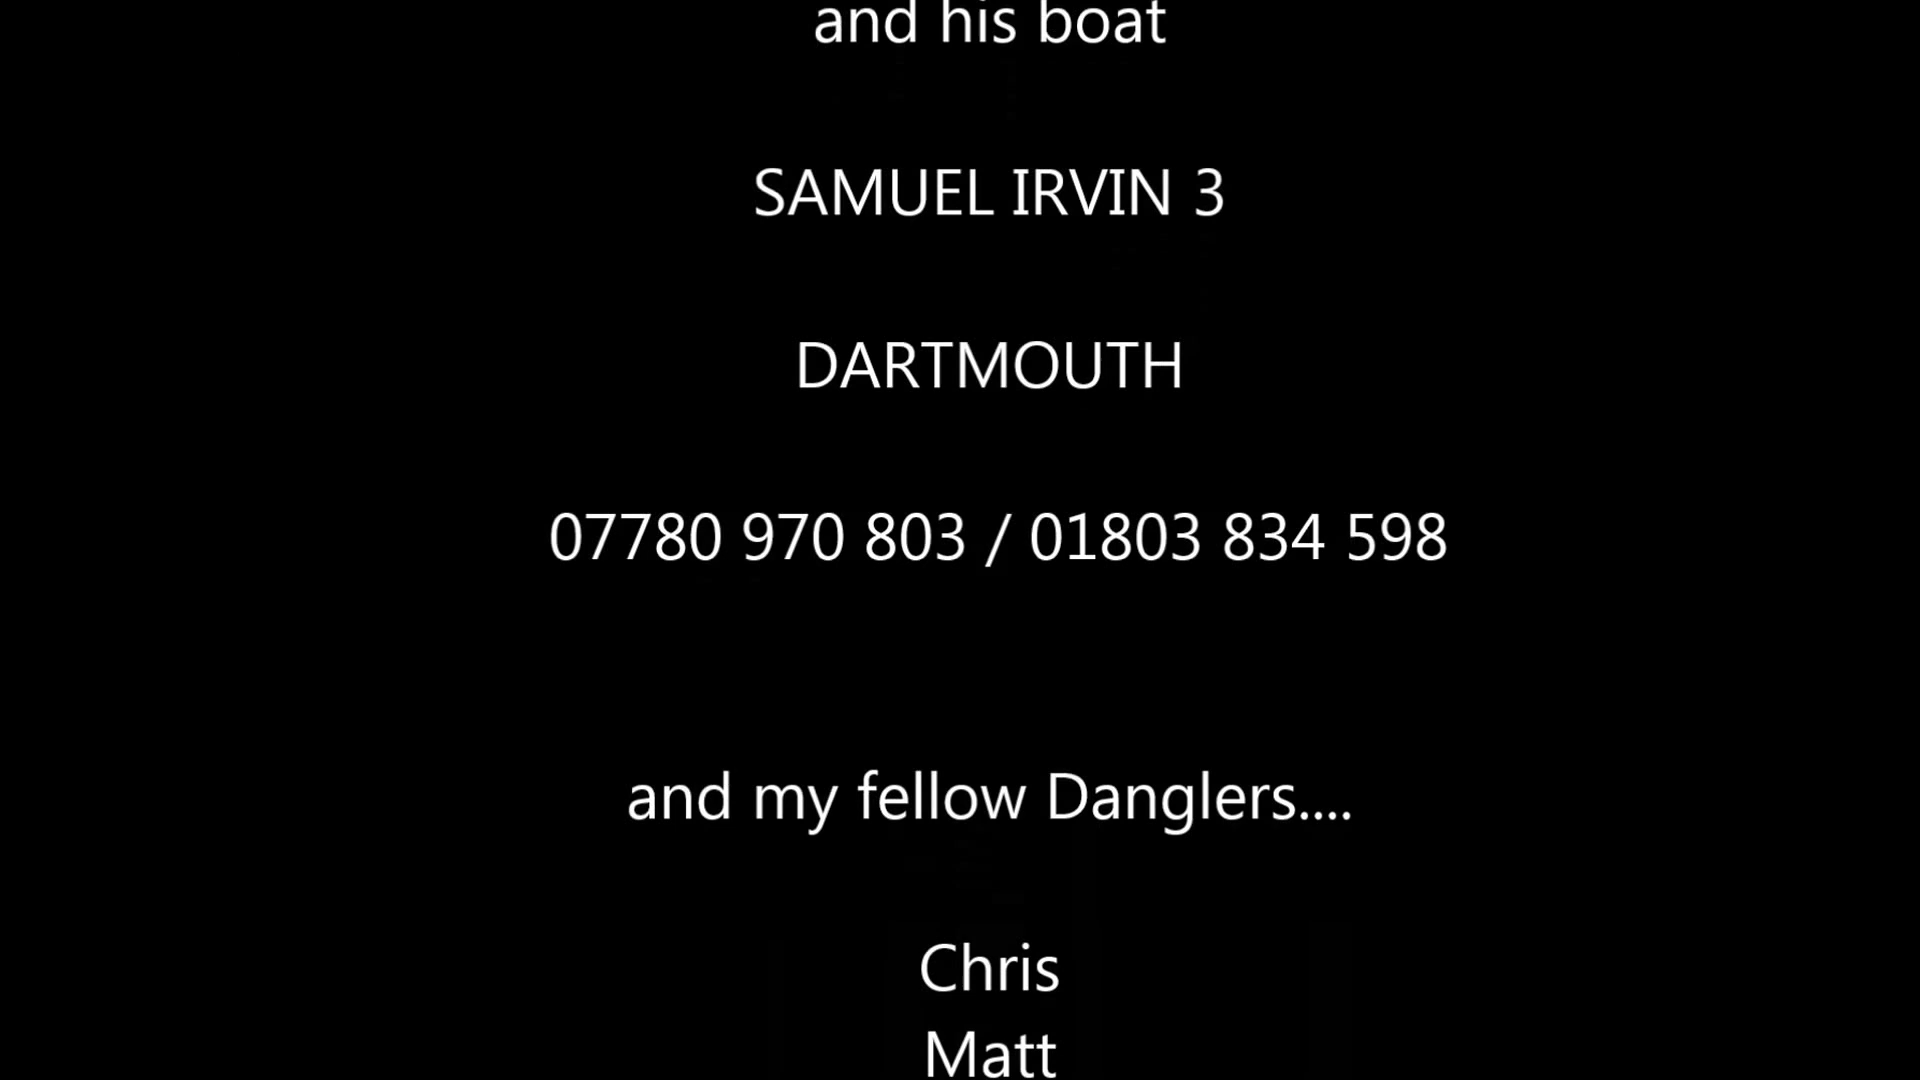 and his boat
SAMUEL IRVIN 3
DARTMOUTH
07780 970 803 / 01803 834 598
and my fellow Danglers....
Chris
Matt